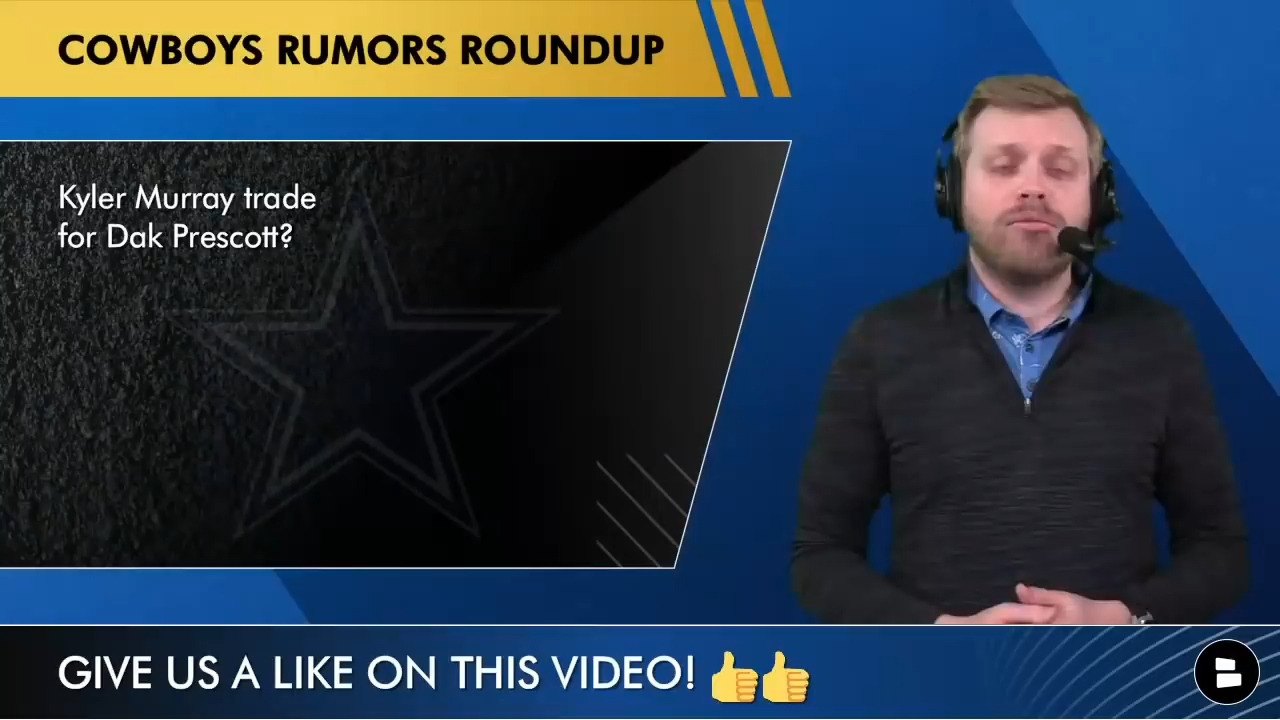 COWBOYS RUMORS ROUNDUP
Kyler Murray trade
for Dak Prescott?
GIVE US A LIKE ON THIS VIDEO! 👍👍